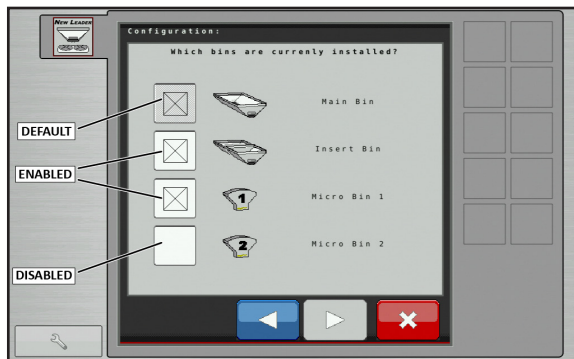 NEW LEADER
Configuration:
Which bins are currenly installed?
Main Bin
DEFAULT
Insert Bin
ENABLED
1
Micro Bin 1
2
Micro Bin 2
DISABLED